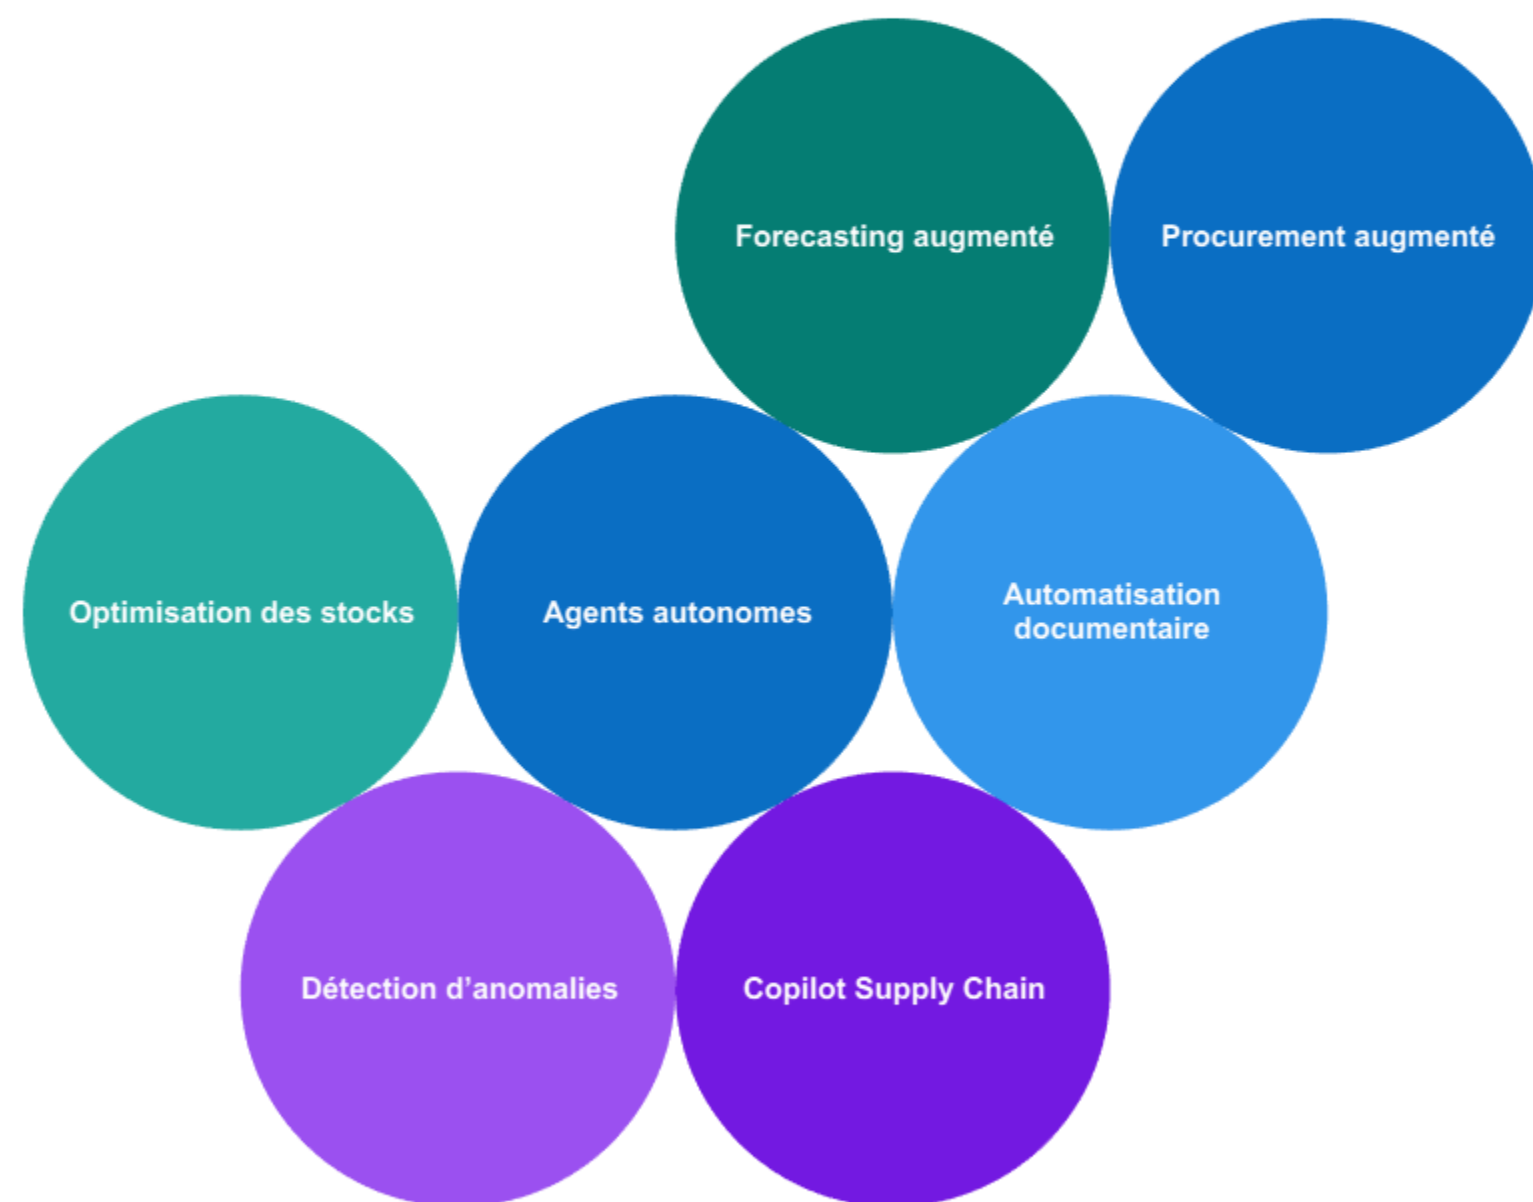 Forecasting augmenté
Procurement augmenté
Optimisation des stocks
Agents autonomes
Automatisation
documentaire
Détection d’anomalies
Copilot Supply Chain